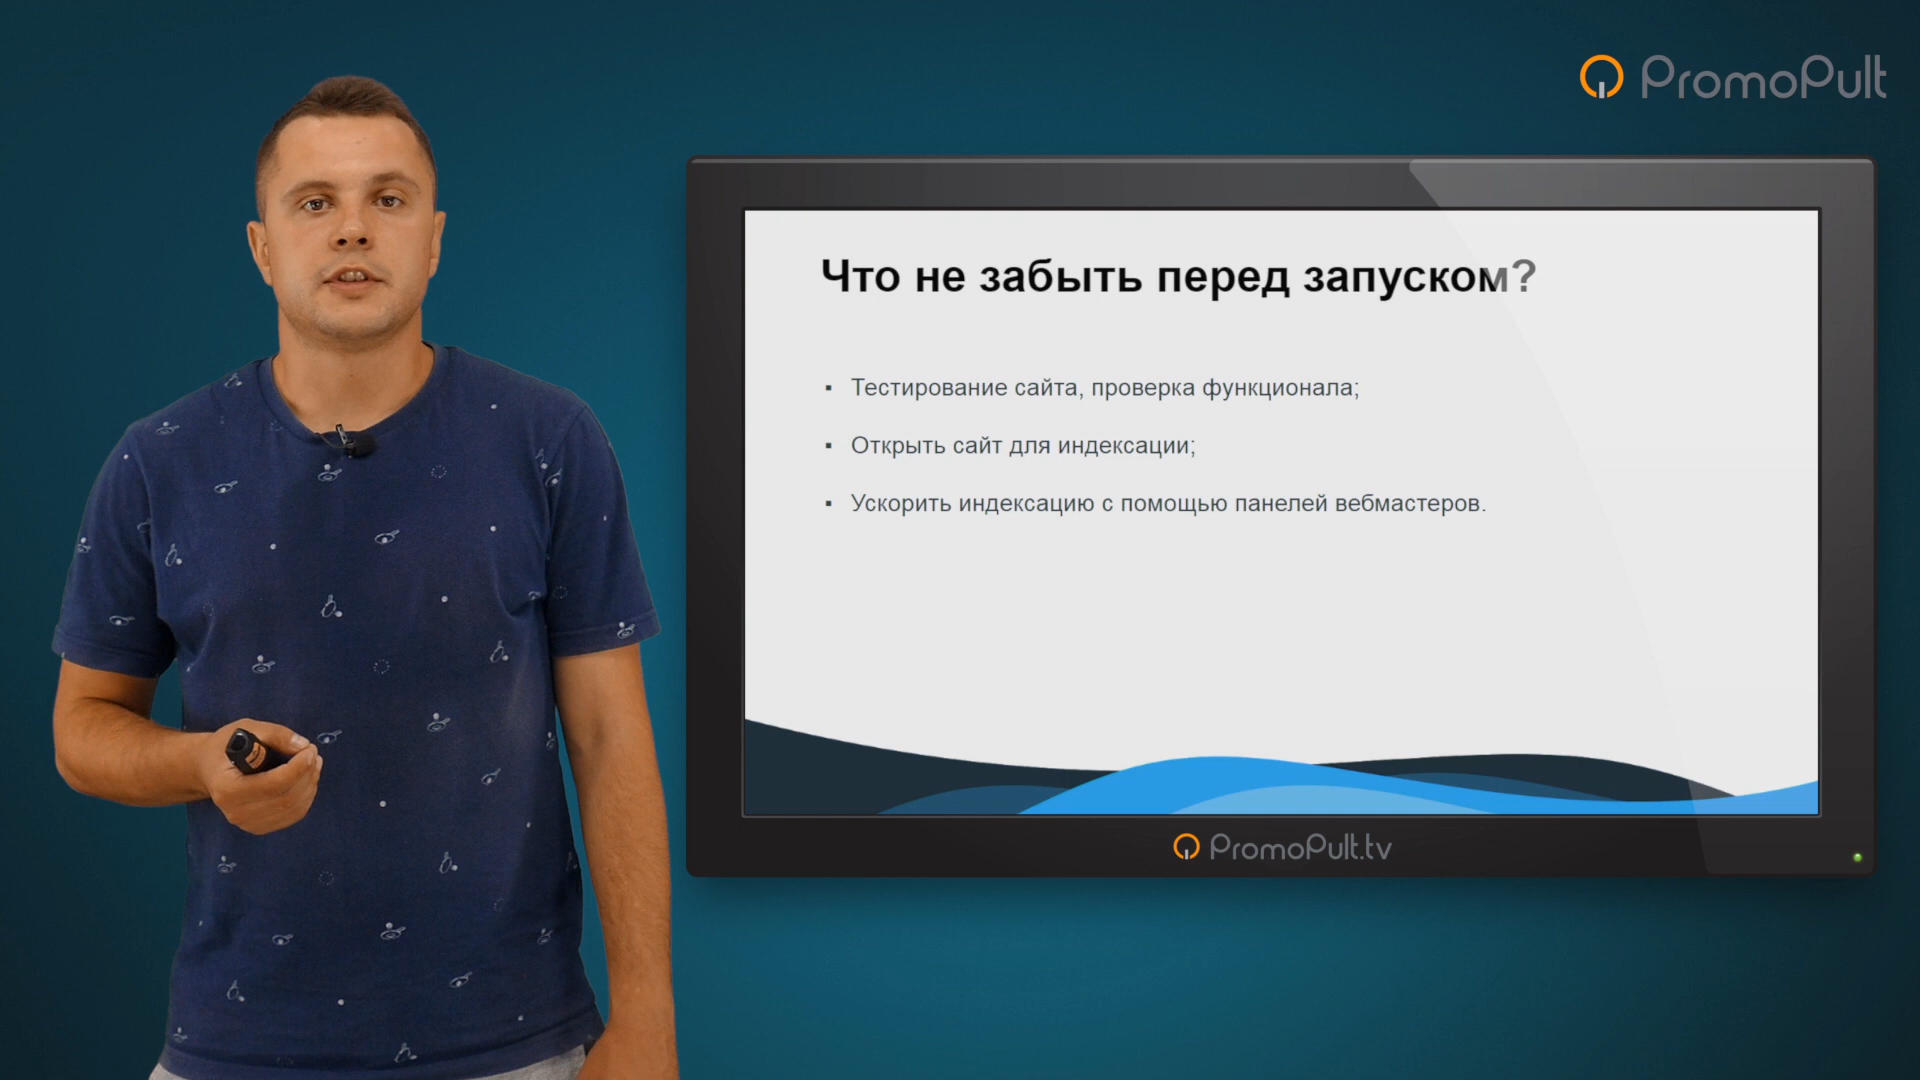 PromoPult
Что не забыть перед запуском?
▪ Тестирование сайта, проверка функционала;
▪ Открыть сайт для индексации;
▪ Ускорить индексацию с помощью панелей вебмастеров.
PromoPult.tv